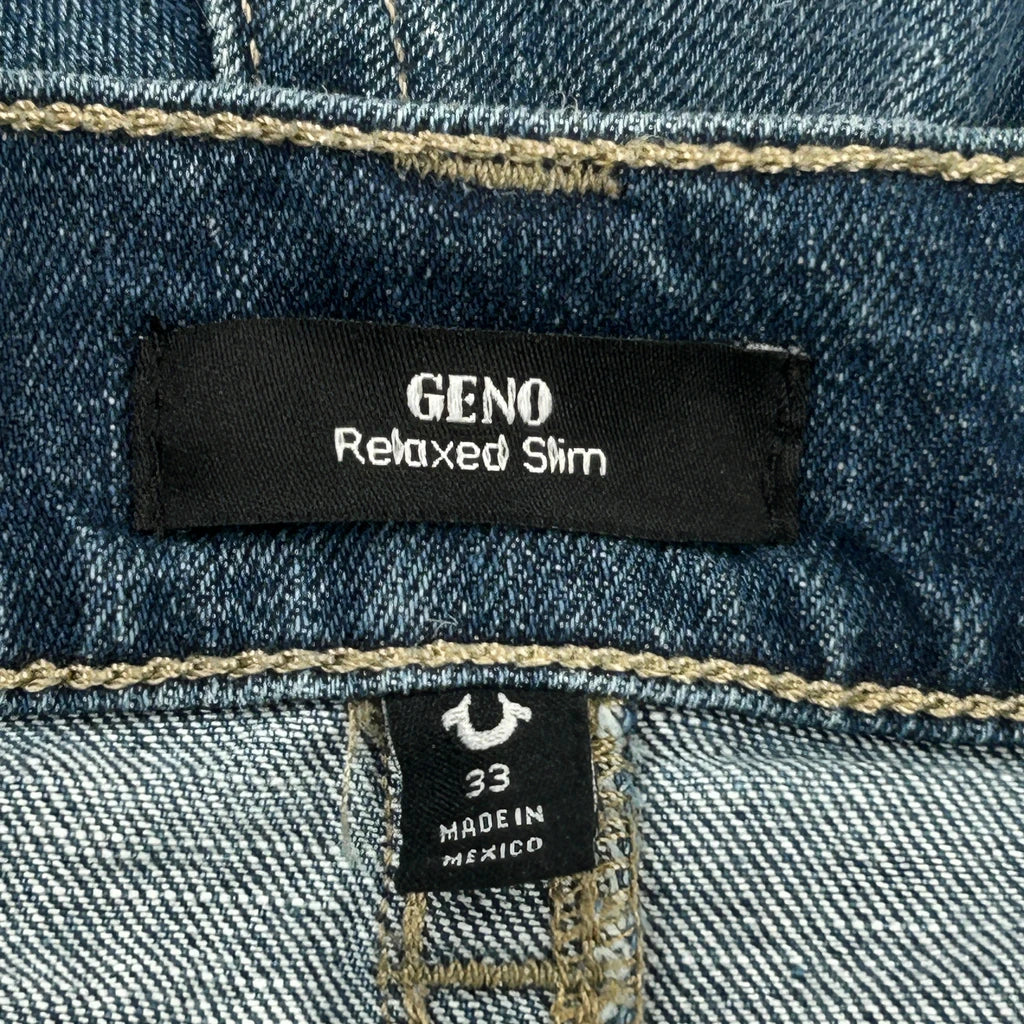 GENO
Relaxed Slim
33
MADE IN
MEXICO